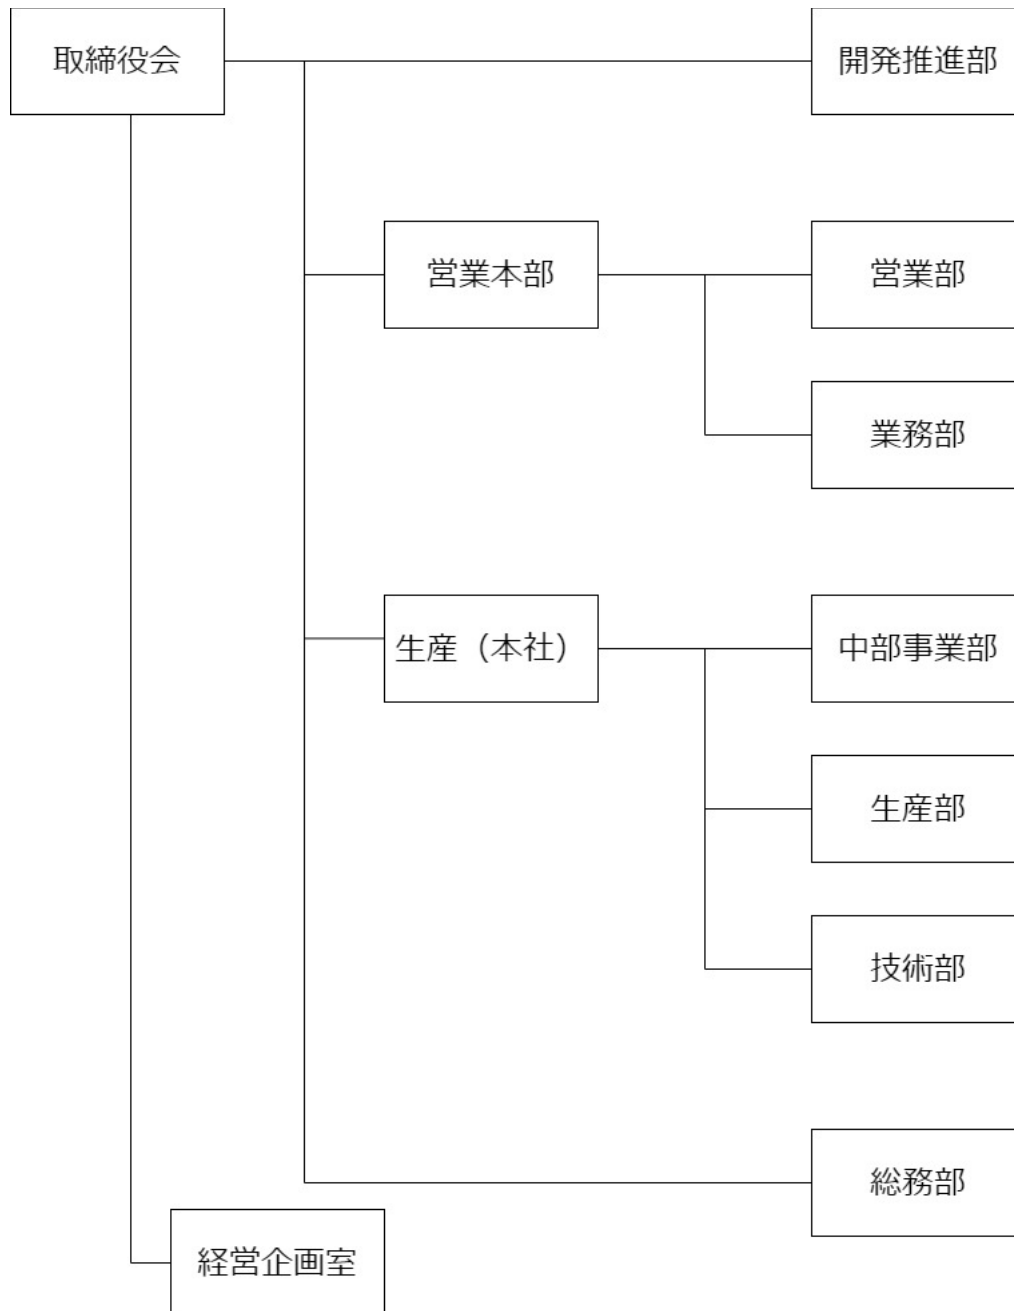 取締役会
開発推進部
営業本部
営業部
業務部
生産（本社）
中部事業部
生産部
技術部
総務部
経営企画室